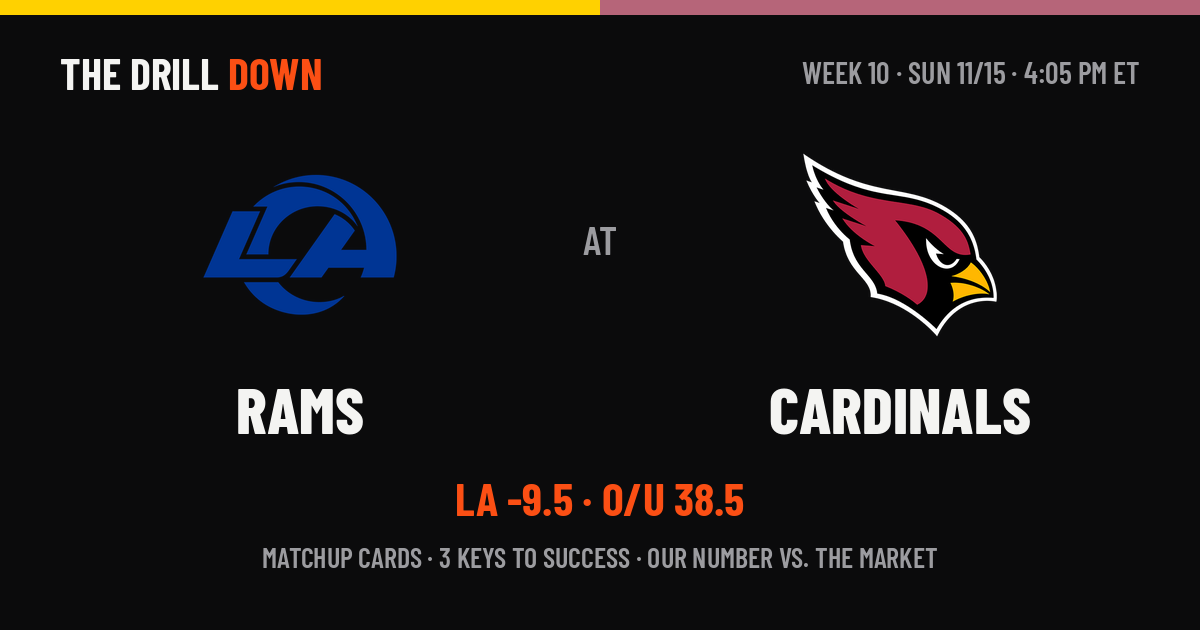 THE DRILL DOWN
WEEK 10 · SUN 11/15 · 4:05 PM ET
LA
AT
RAMS
CARDINALS
LA -9.5 · O/U 38.5
MATCHUP CARDS · 3 KEYS TO SUCCESS · OUR NUMBER VS. THE MARKET